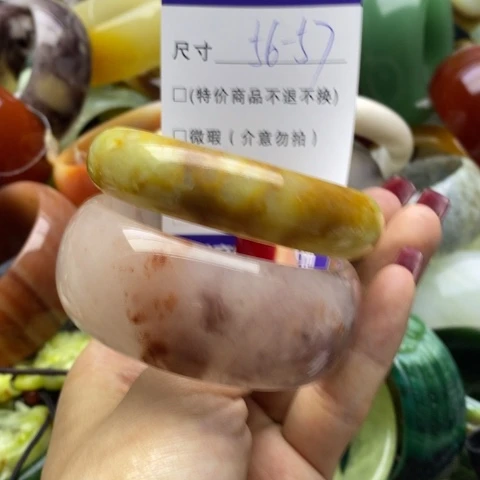 尺寸 56-57
□(特价商品不退不换)
□微瑕(介意勿拍)